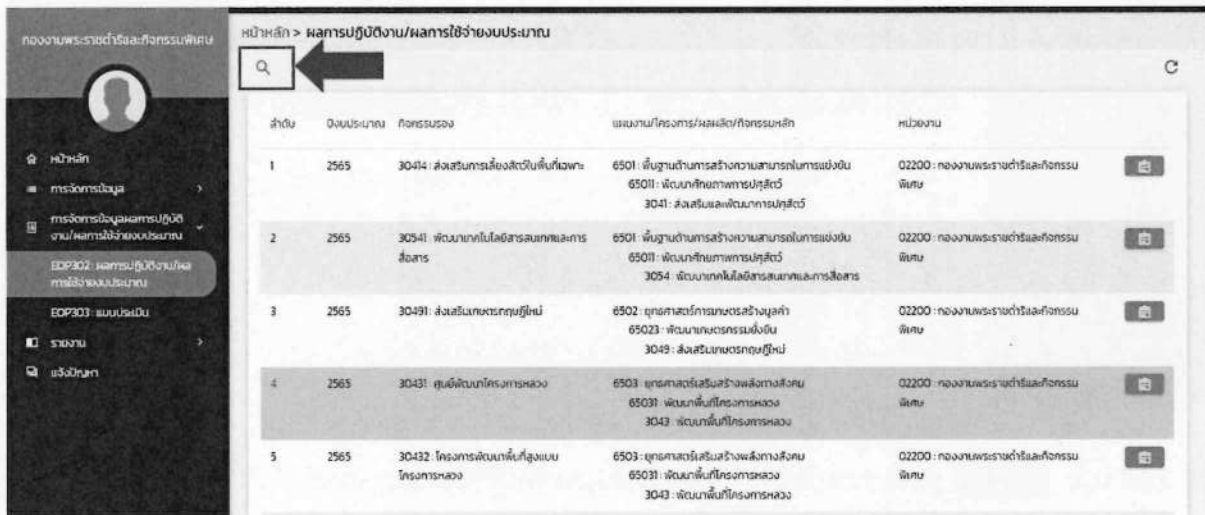 กองงานพระราชดำริและกิจกรรมพิเศษ
หน้าหลัก
การจัดการข้อมูล
การจัดการข้อมูลผลการปฏิบัติ
งาน/ผลการใช้จ่ายงบประมาณ
EOP302: ผลการปฏิบัติงาน/ผล
การใช้จ่ายงบประมาณ
EOP303: แบบประเมิน
รายงาน
แจ้งปัญหา
หน้าหลัก > ผลการปฏิบัติงาน/ผลการใช้จ่ายงบประมาณ
ลำดับ ปีงบประมาณ กิจกรรมรอง แผนงาน/โครงการ/ผลผลิต/กิจกรรมหลัก หน่วยงาน
1 2565 30414 : ส่งเสริมการเลี้ยงสัตว์ในพื้นที่เฉพาะ 6501 : พื้นฐานด้านการสร้างความสามารถในการแข่งขัน 02200 : กองงานพระราชดำริและกิจกรรม
65011 : พัฒนาศักยภาพการปศุสัตว์ พิเศษ
3041 : ส่งเสริมและพัฒนาการปศุสัตว์
2 2565 30541 : พัฒนาเทคโนโลยีสารสนเทศและการ 6501 : พื้นฐานด้านการสร้างความสามารถในการแข่งขัน 02200 : กองงานพระราชดำริและกิจกรรม
สื่อสาร 65011 : พัฒนาศักยภาพการปศุสัตว์ พิเศษ
3054 : พัฒนาเทคโนโลยีสารสนเทศและการสื่อสาร
3 2565 30491 : ส่งเสริมเกษตรทฤษฎีใหม่ 6502 : ยุทธศาสตร์การเกษตรสร้างมูลค่า 02200 : กองงานพระราชดำริและกิจกรรม
65023 : พัฒนาเกษตรกรรมยั่งยืน พิเศษ
3049 : ส่งเสริมเกษตรทฤษฎีใหม่
4 2565 30431 : ศูนย์พัฒนาโครงการหลวง 6503 : ยุทธศาสตร์เสริมสร้างพลังทางสังคม 02200 : กองงานพระราชดำริและกิจกรรม
65031 : พัฒนาพื้นที่โครงการหลวง พิเศษ
3043 : พัฒนาพื้นที่โครงการหลวง
5 2565 30432 : โครงการพัฒนาพื้นที่สูงแบบ 6503 : ยุทธศาสตร์เสริมสร้างพลังทางสังคม 02200 : กองงานพระราชดำริและกิจกรรม
โครงการหลวง 65031 : พัฒนาพื้นที่โครงการหลวง พิเศษ
3043 : พัฒนาพื้นที่โครงการหลวง